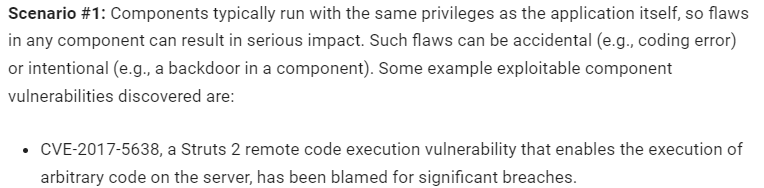 Scenario #1: Components typically run with the same privileges as the application itself, so flaws
in any component can result in serious impact. Such flaws can be accidental (e.g., coding error)
or intentional (e.g., a backdoor in a component). Some example exploitable component
vulnerabilities discovered are:
• CVE-2017-5638, a Struts 2 remote code execution vulnerability that enables the execution of
arbitrary code on the server, has been blamed for significant breaches.